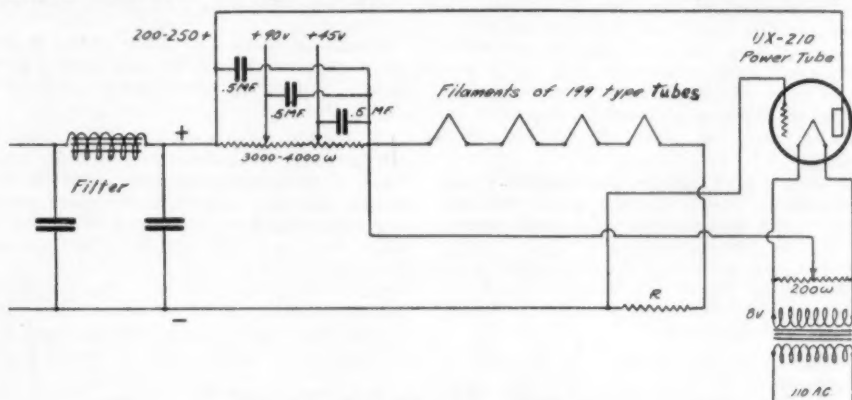 200-250+
+90v
+45v
UX-210
Power Tube
.5MF.
.5MF.
.5 MF.
Filaments of 199 type Tubes
+
3000-4000 ω
Filter
200ω
R
8v
−
110 AC.